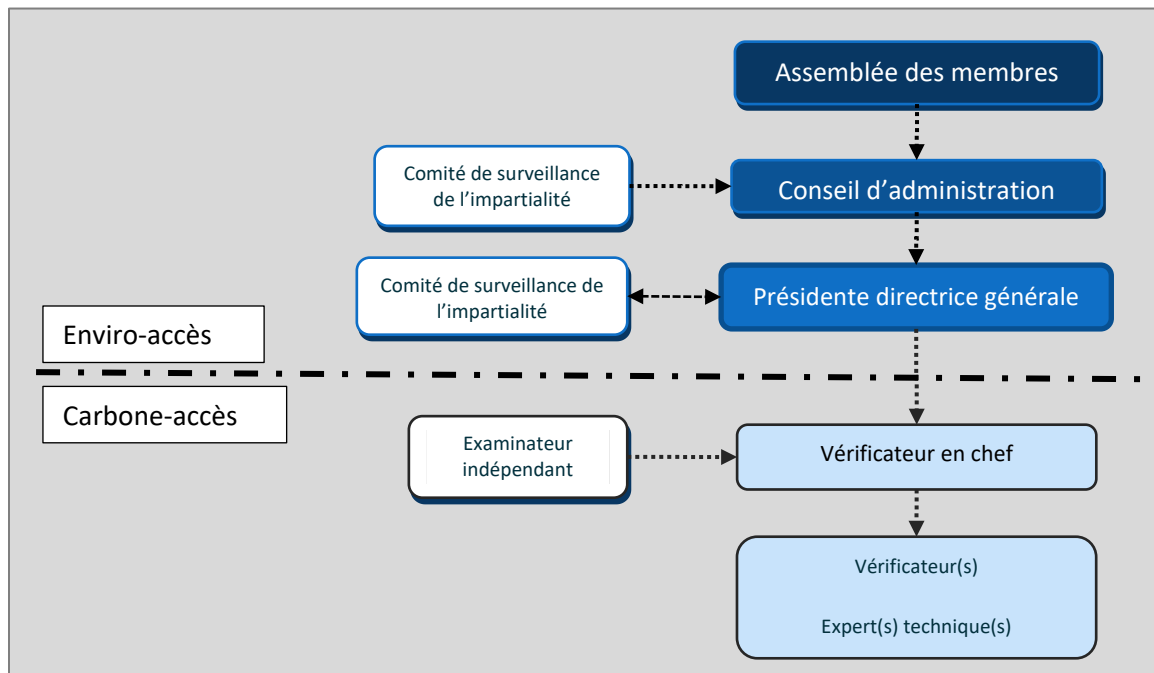 Assemblée des membres
Comité de surveillance
de l’impartialité
Conseil d’administration
Comité de surveillance de
l’impartialité
Présidente directrice générale
Enviro-accès
Carbone-accès
Examinateur
indépendant
Vérificateur en chef
Vérificateur(s)
Expert(s) technique(s)